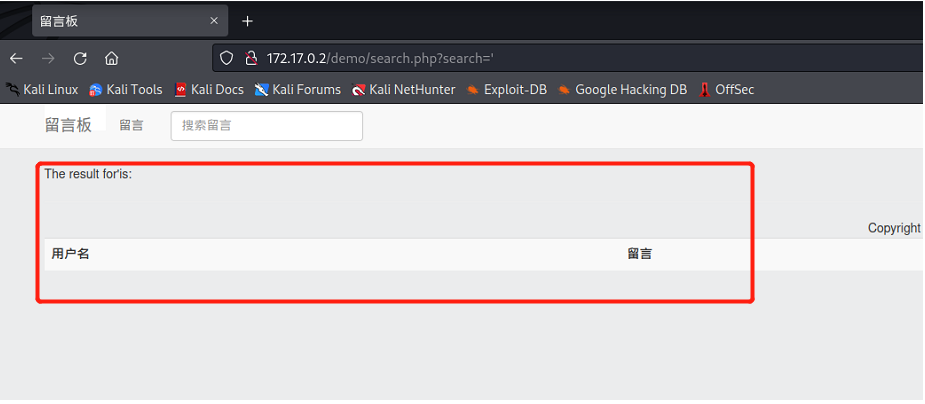 留言板
172.17.0.2/demo/search.php?search='
Kali Linux Kali Tools Kali Docs Kali Forums Kali NetHunter Exploit-DB Google Hacking DB OffSec
留言板 留言 搜索留言
The result for'is:
Copyright
用户名 留言